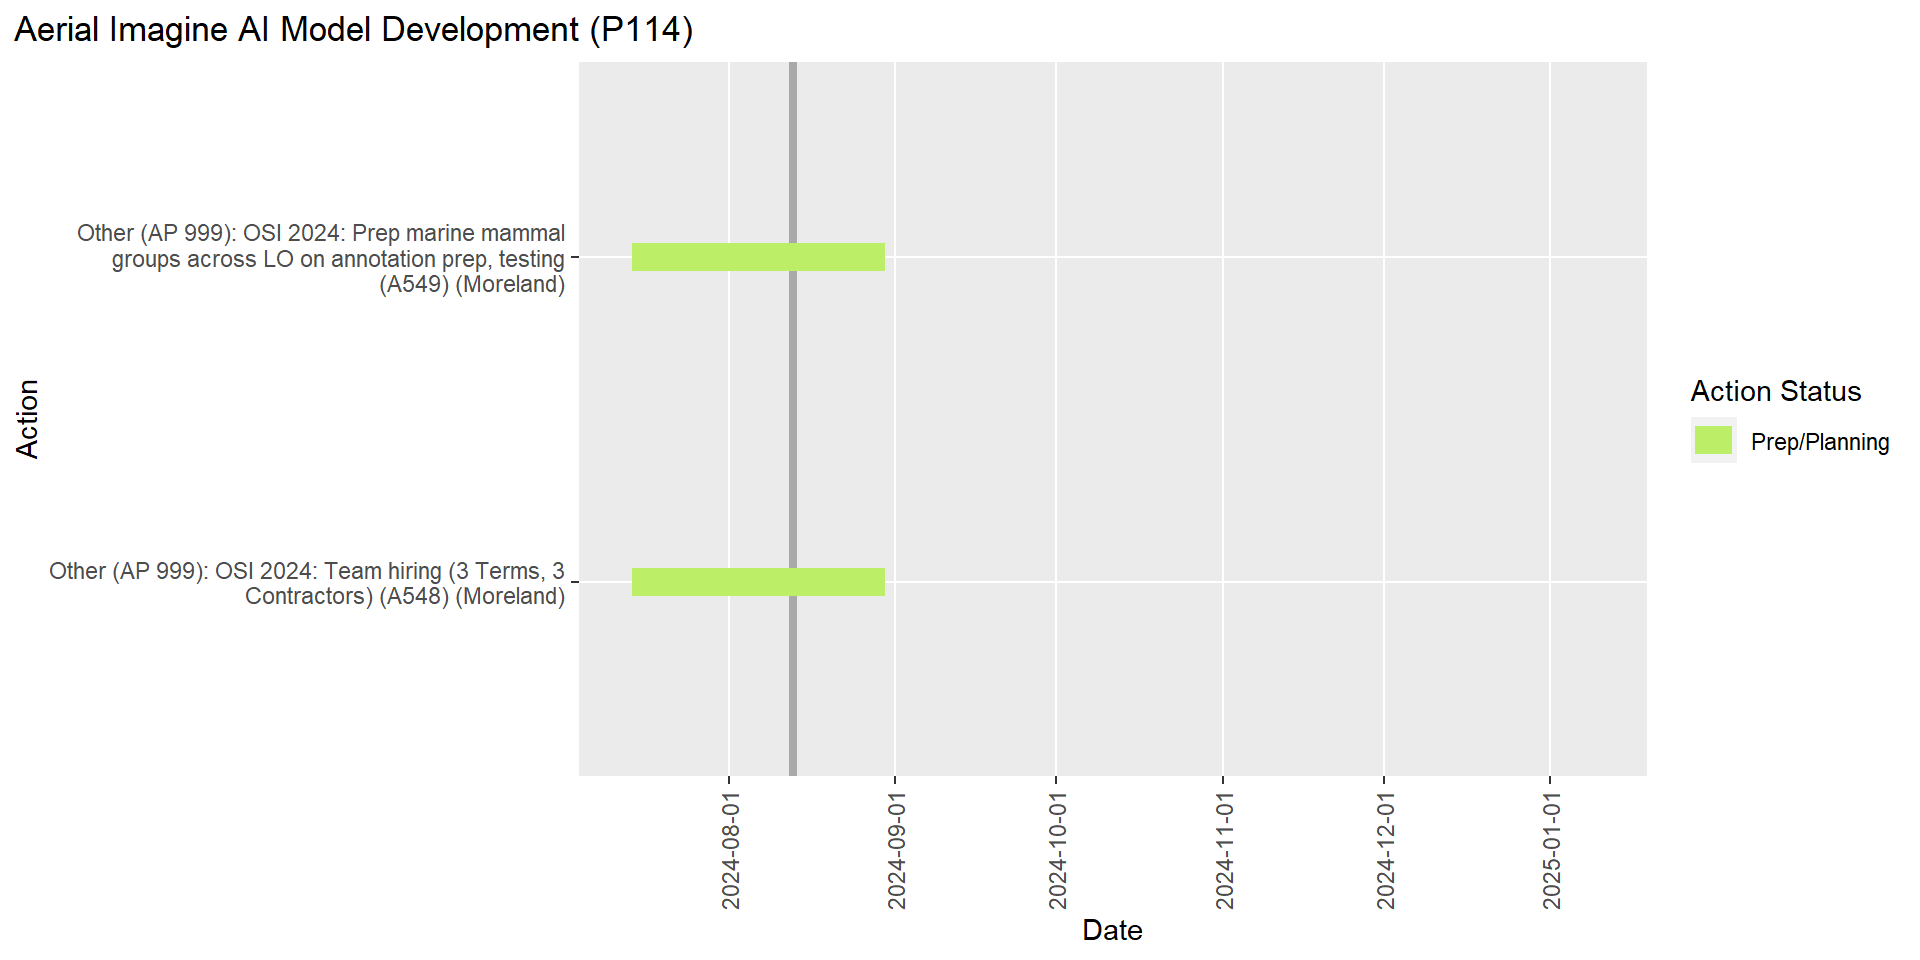 Aerial Imagine AI Model Development (P114)
Other (AP 999): OSI 2024: Prep marine mammal
groups across LO on annotation prep, testing
(A549) (Moreland)
Action
Other (AP 999): OSI 2024: Team hiring (3 Terms, 3
Contractors) (A548) (Moreland)
Action Status
Prep/Planning
2024-08-01
2024-09-01
2024-10-01
2024-11-01
2024-12-01
2025-01-01
Date